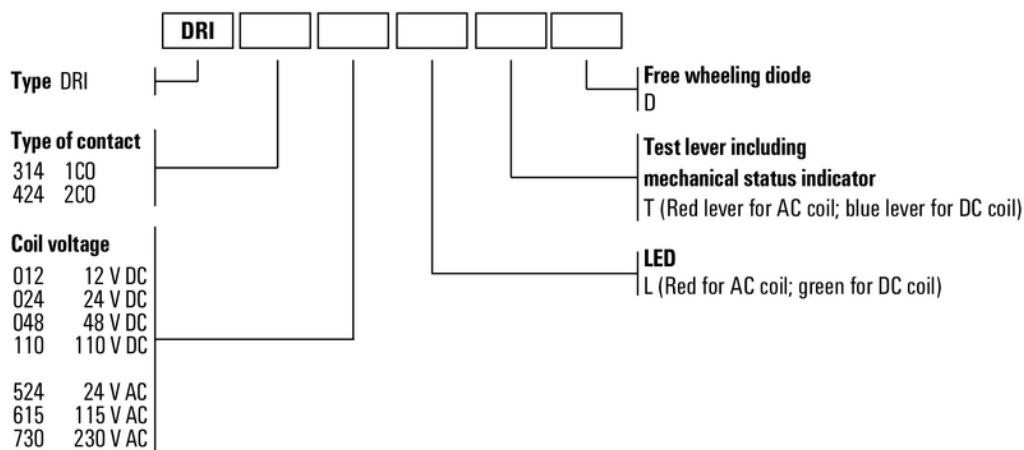 DRI
Type DRI
Type of contact
314 1CO
424 2CO
Coil voltage
012 12 V DC
024 24 V DC
048 48 V DC
110 110 V DC
524 24 V AC
615 115 V AC
730 230 V AC
Free wheeling diode
D
Test lever including
mechanical status indicator
T (Red lever for AC coil; blue lever for DC coil)
LED
L (Red for AC coil; green for DC coil)